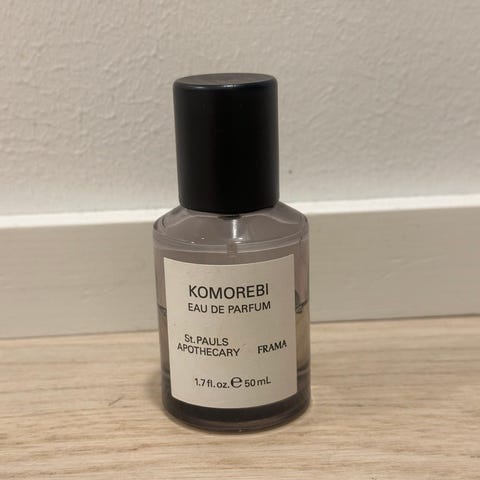 KOMOREBI
EAU DE PARFUM
St. PAULS
APOTHECARY
FRAMA
1.7 fl. oz. ℮ 50 mL